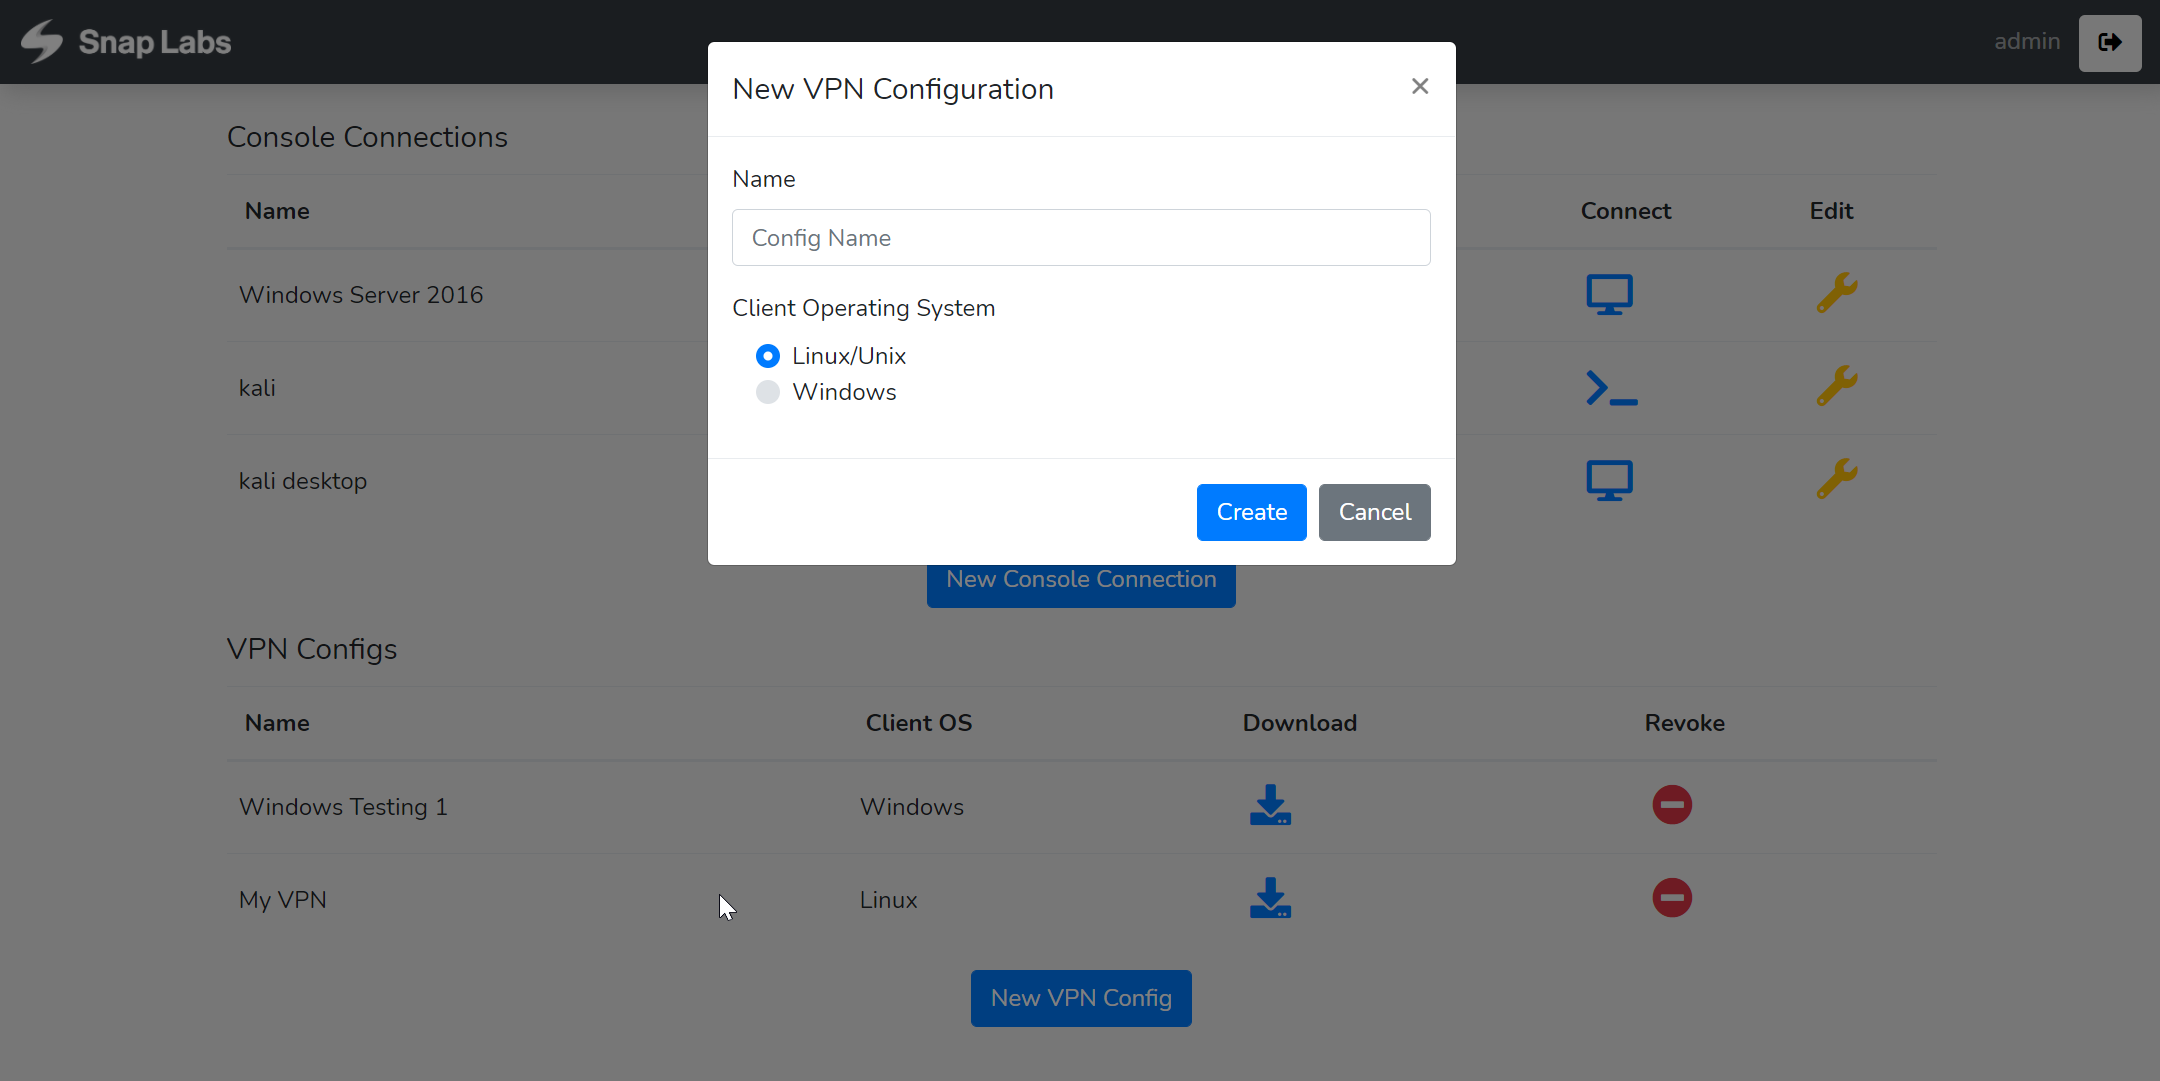 Snap Labs
admin
New VPN Configuration
Name
Config Name
Client Operating System
Linux/Unix
Windows
Create Cancel
Console Connections
Name Connect Edit
Windows Server 2016
kali
kali desktop
New Console Connection
VPN Configs
Name Client OS Download Revoke
Windows Testing 1 Windows
My VPN Linux
New VPN Config